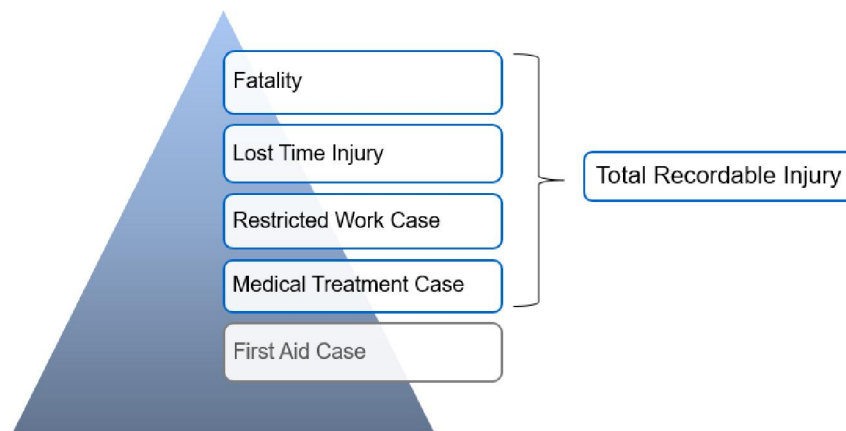 Fatality
Lost Time Injury
Restricted Work Case
Medical Treatment Case
First Aid Case
Total Recordable Injury